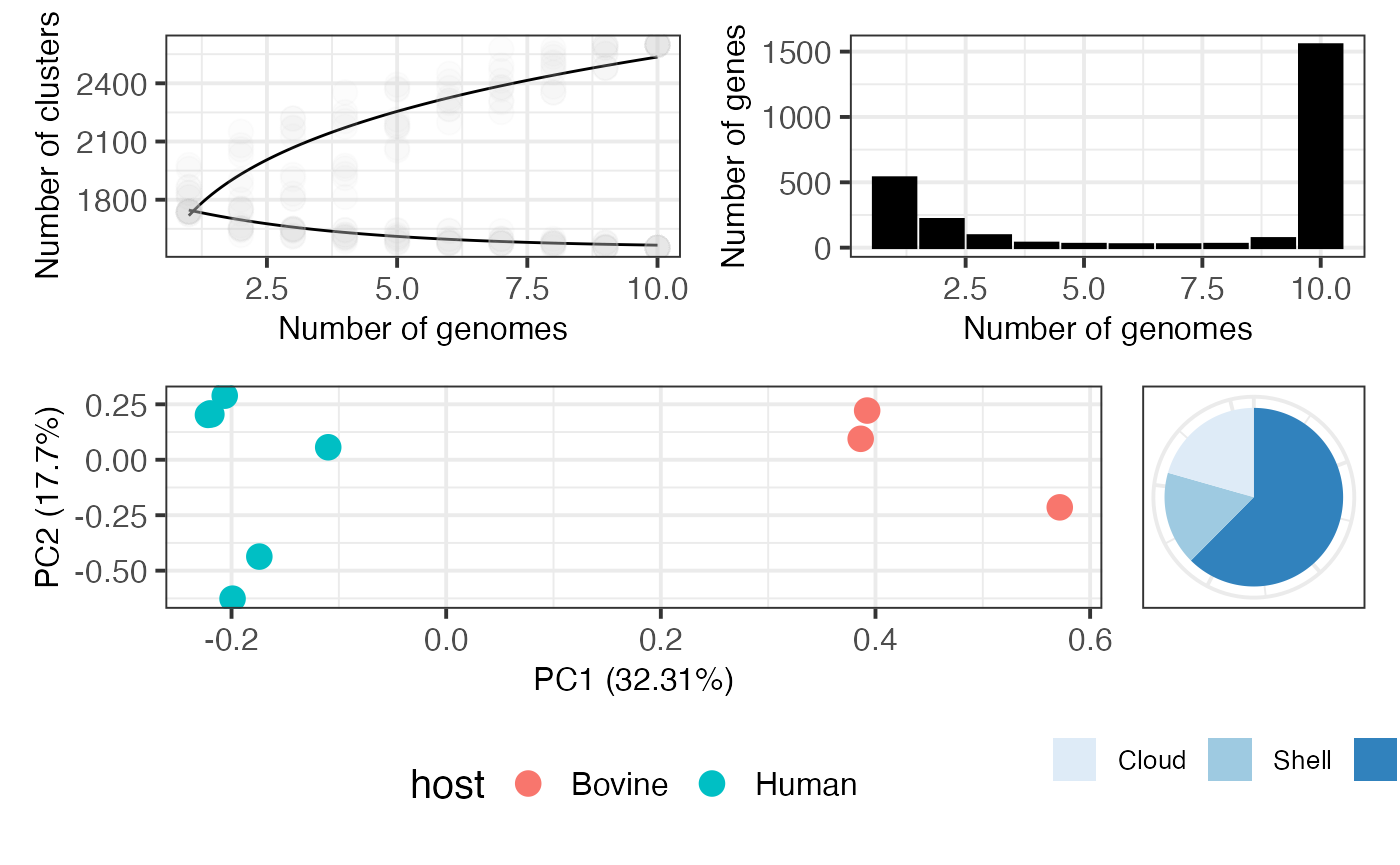 Number of clusters
2400
2100
1800
2.5 5.0 7.5 10.0
Number of genomes
Number of genes
1500
1000
500
0
2.5 5.0 7.5 10.0
Number of genomes
PC2 (17.7%)
0.25
0.00
-0.25
-0.50
-0.2 0.0 0.2 0.4 0.6
PC1 (32.31%)
host Bovine Human
Cloud Shell